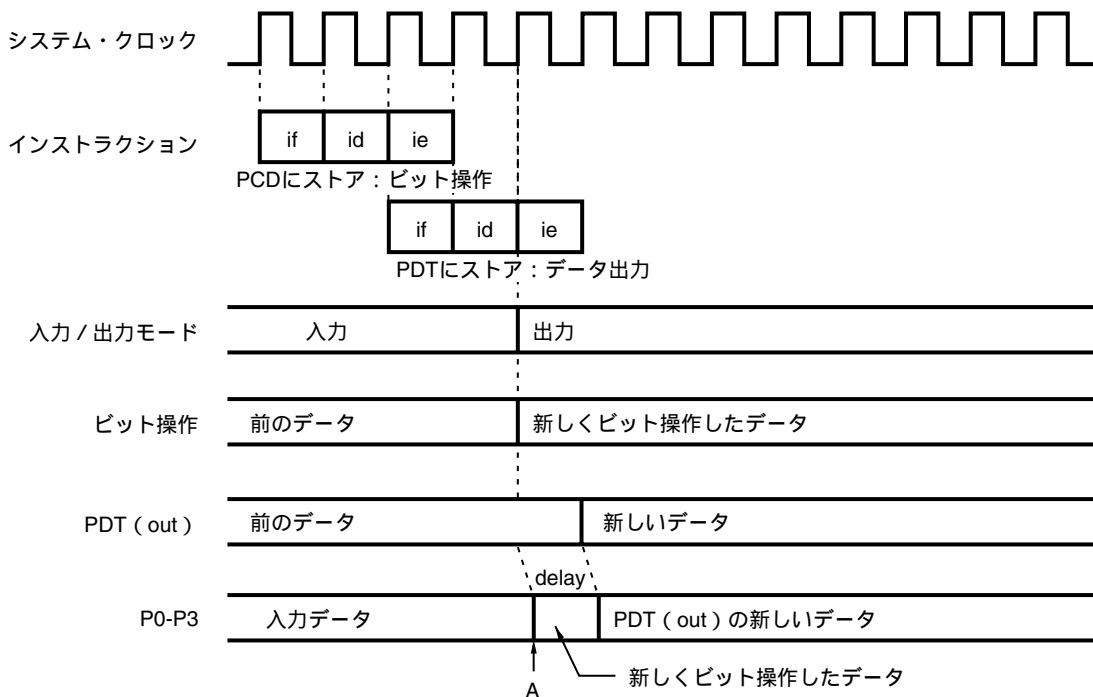 システム・クロック
インストラクション
if id ie
PCDにストア：ビット操作
if id ie
PDTにストア：データ出力
入力／出力モード 入力 出力
ビット操作 前のデータ 新しくビット操作したデータ
PDT（out） 前のデータ 新しいデータ
delay
P0-P3 入力データ PDT（out）の新しいデータ
新しくビット操作したデータ
A